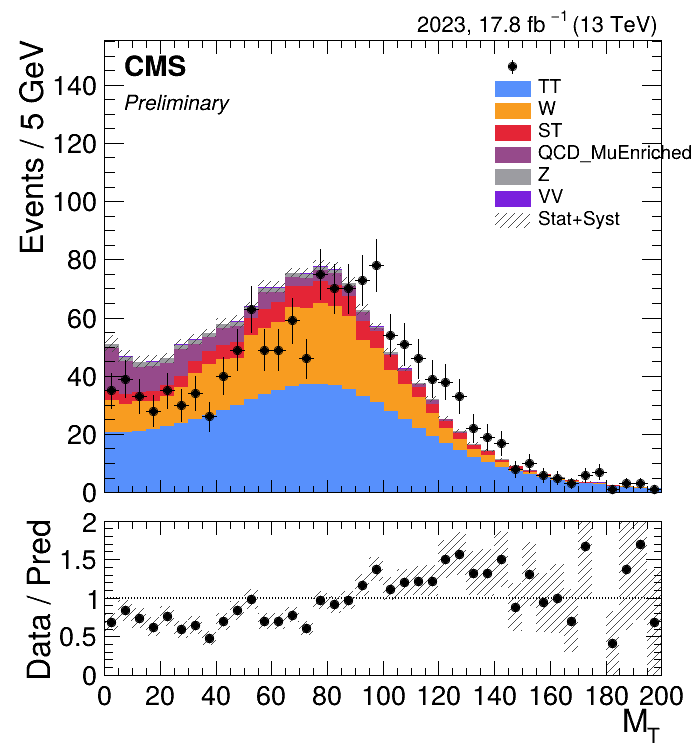 2023, 17.8 fb⁻¹ (13 TeV)
CMS
Preliminary
Events / 5 GeV
140
120
100
80
60
40
20
0
TT
W
ST
QCD_MuEnriched
Z
VV
Stat+Syst
Data / Pred
2
1.5
1
0.5
0
0 20 40 60 80 100 120 140 160 180 200
M_T